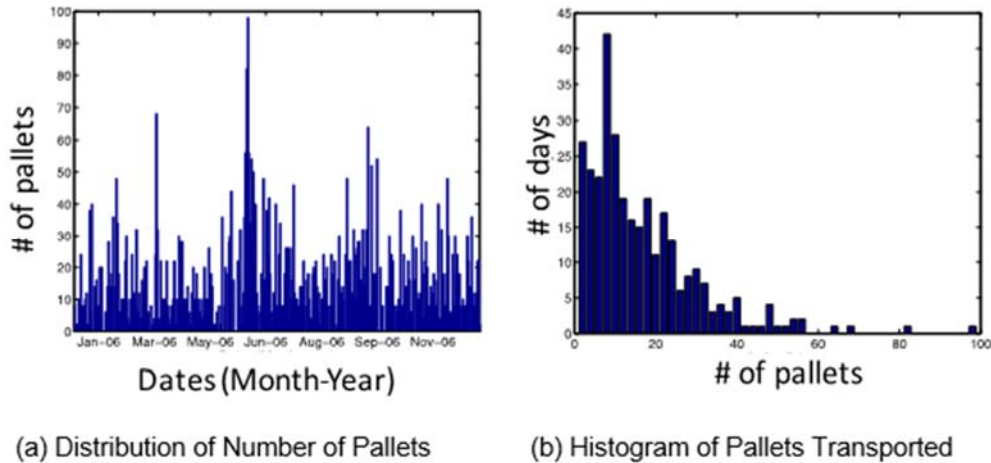 100
90
80
70
60
50
40
30
20
10
0
# of pallets
Jan-06 Mar-06 May-06 Jun-06 Aug-06 Sep-06 Nov-06
Dates (Month-Year)
(a) Distribution of Number of Pallets
45
40
35
30
25
20
15
10
5
0
# of days
0 20 40 60 80 100
# of pallets
(b) Histogram of Pallets Transported